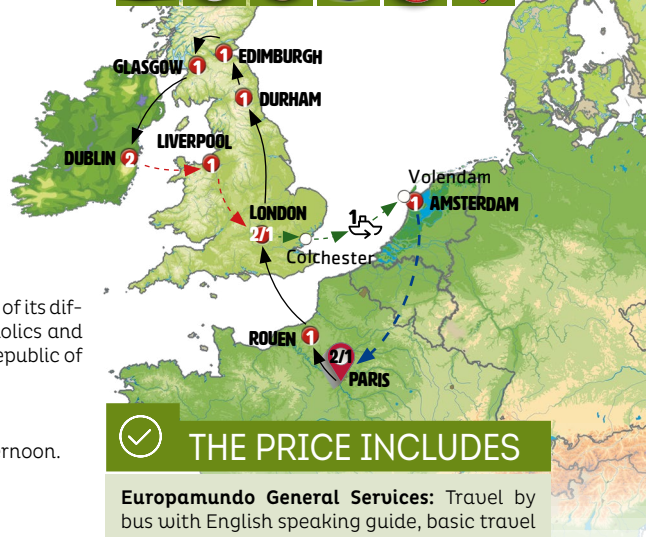 EDIMBURGH
GLASGOW
1
1
1
DURHAM
LIVERPOOL
DUBLIN
2
1
Volendam
1
AMSTERDAM
LONDON
2/1
1
Colchester
of its dif-
olics and
epublic of
ROUEN
1
2/1
PARIS
rnoon.
THE PRICE INCLUDES
Europamundo General Services: Travel by
bus with English speaking guide, basic travel